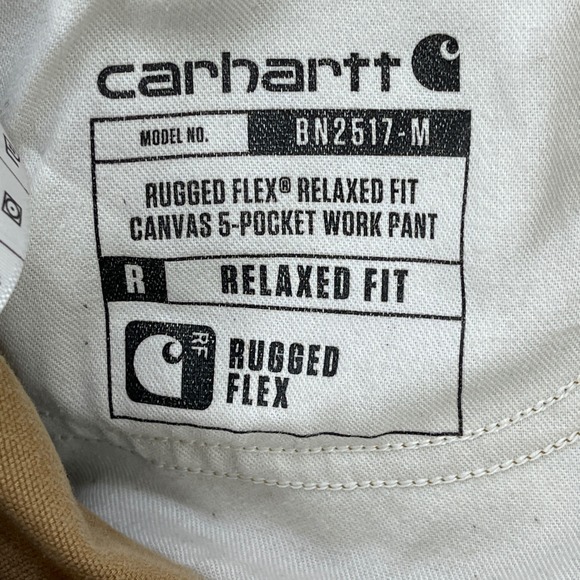 carhartt
MODEL NO. BN2517-M
RUGGED FLEX® RELAXED FIT
CANVAS 5-POCKET WORK PANT
R RELAXED FIT
RF
RUGGED
FLEX